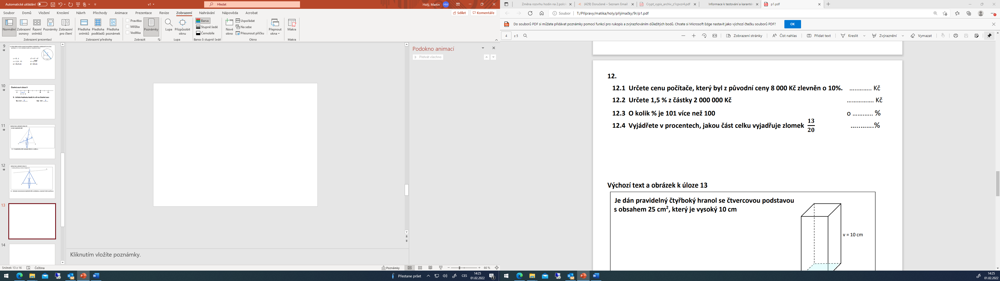 Automatické ukládání
v1
Hledat
Holý, Martin
HM
Soubor Domů Vložení Kreslení Návrh Přechody Animace Prezentace Revize Zobrazení Nahrávání Nápověda Acrobat
Sdílet
Komentáře
Normální
Zobrazení osnovy
Řazení snímků
Poznámky
Zobrazení pro čtení
Zobrazení prezentací
Předloha snímků
Předloha podkladů
Předloha poznámek
Zobrazení předlohy
Pravítko
Mřížka
Vodítka
Poznámky
Zobrazit
Lupa
Přizpůsobit oknu
Lupa
Barva
Stupně šedé
Černobíle
Barva či stupně šedé
Nové okno
Uspořádat
Na sebe
Přesunout příčku
Přepnout okna
Okno
Makra
Makra
9
10
Číselná osa k úloze 9
9. Určete hodnotu bodů A a B na číselné ose:
9.1 A =
9.2 B =
11
12
13
14
Podokno animací
Přehrát všechno
Kliknutím vložíte poznámky.
Snímek 13 z 16
Čeština
Poznámky
66 %
Přestane pršet
CES
14:25
01.02.2022
1
Změna rozvrhu hodin na 2.polo
(429) Doručené – Seznam Email
Crypt_vypis_archiv_z1cpvzr4.pdf
Informace k testování a karantén
p1.pdf
Soubor
T:/Přípravy/matika/holy/přijímačky/9r/p1.pdf
Do souborů PDF si můžete přidávat poznámky pomocí funkcí pro rukopis a zvýrazňováním důležitých bodů. Chcete si Microsoft Edge nastavit jako výchozí čtečku souborů PDF?
OK
4
z 5
Zobrazení stránky
Číst nahlas
Přidat text
Kreslit
Zvýraznění
Vymazat
12.
12.1 Určete cenu počítače, který byl z původní ceny 8 000 Kč zlevněn o 10%. ............. Kč
12.2 Určete 1,5 % z částky 2 000 000 Kč ................ Kč
12.3 O kolik % je 101 více než 100 o ............ %
12.4 Vyjádřete v procentech, jakou část celku vyjadřuje zlomek 13/20 .............%
Výchozí text a obrázek k úloze 13
Je dán pravidelný čtyřboký hranol se čtvercovou podstavou
s obsahem 25 cm², který je vysoký 10 cm
v = 10 cm
14:25
01.02.2022